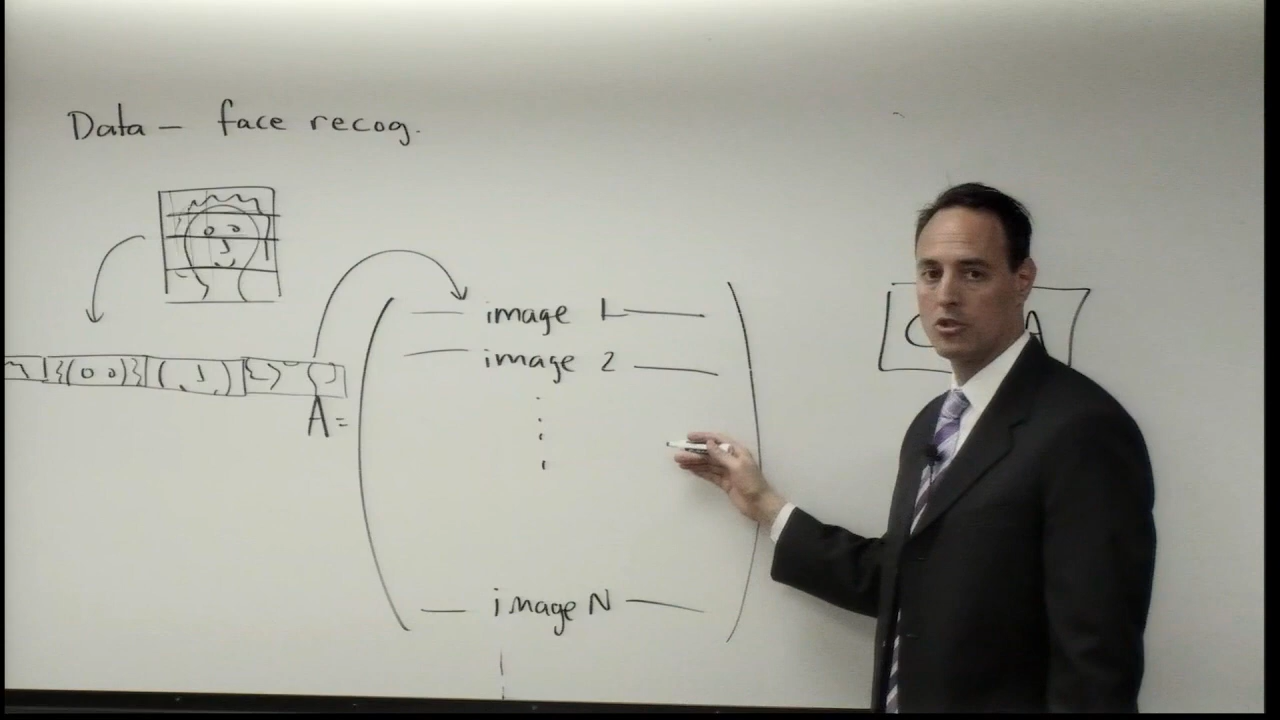 Data – face recog.
image 1
image 2
A =
image N